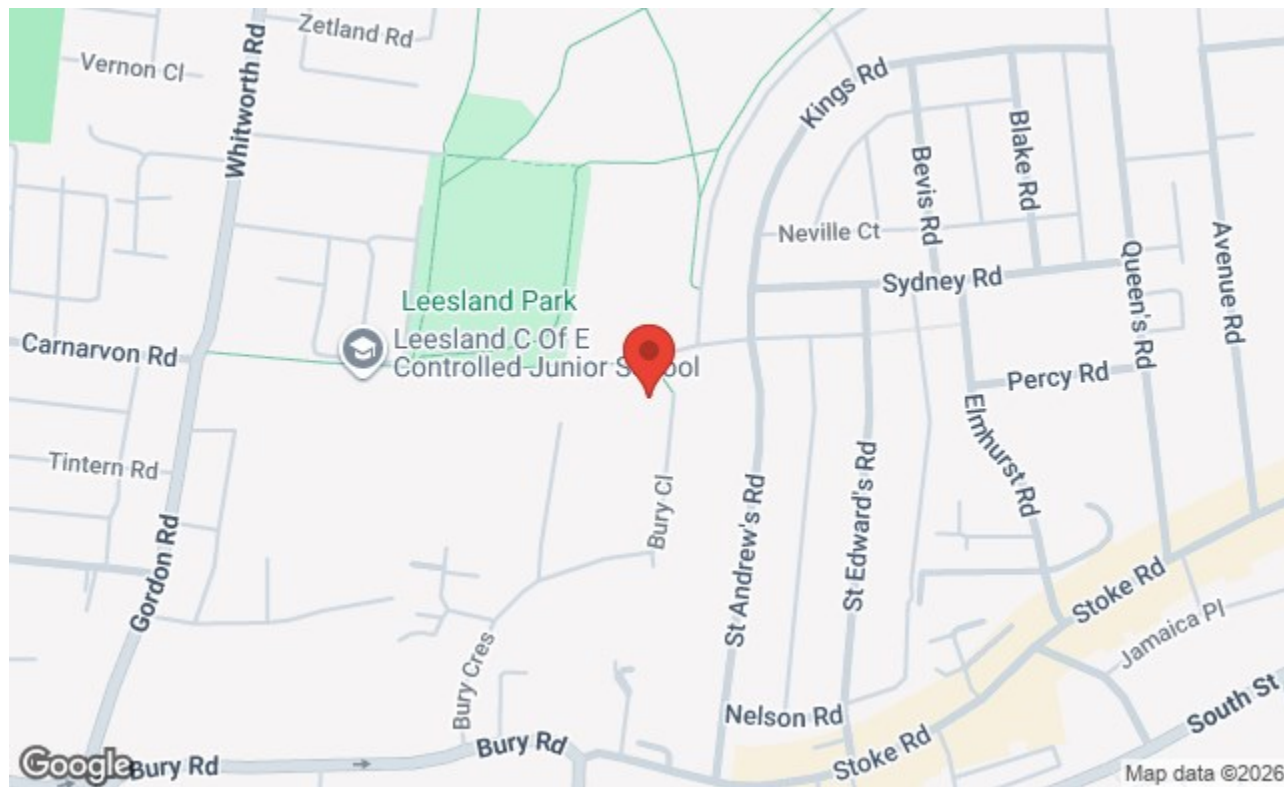 Zetland Rd
Vernon Cl
Whitworth Rd
Kings Rd
Blake Rd
Bevis Rd
Neville Ct
Avenue Rd
Queen's Rd
Sydney Rd
Leesland Park
Leesland C Of E
Controlled Junior School
Carnarvon Rd
Percy Rd
Elmhurst Rd
Tintern Rd
Gordon Rd
Bury Cl
St Andrew's Rd
St Edward's Rd
Stoke Rd
Jamaica Pl
Bury Cres
South St
Nelson Rd
Bury Rd
Stoke Rd
Google
Bury Rd
Map data ©2026